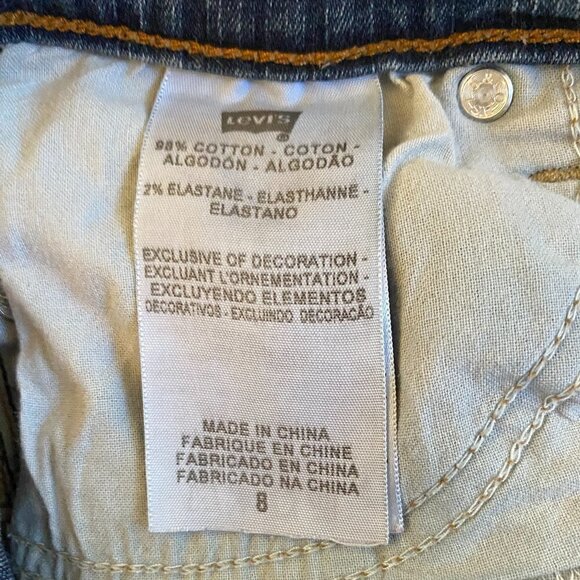 LEVI'S
®
98% COTTON - COTON -
ALGODÓN - ALGODÃO
2% ELASTANE - ELASTHANNE -
ELASTANO
EXCLUSIVE OF DECORATION -
EXCLUANT L'ORNEMENTATION -
EXCLUYENDO ELEMENTOS
DECORATIVOS - EXCLUINDO DECORAÇÃO
MADE IN CHINA
FABRIQUE EN CHINE
FABRICADO EN CHINA
FABRICADO NA CHINA
8